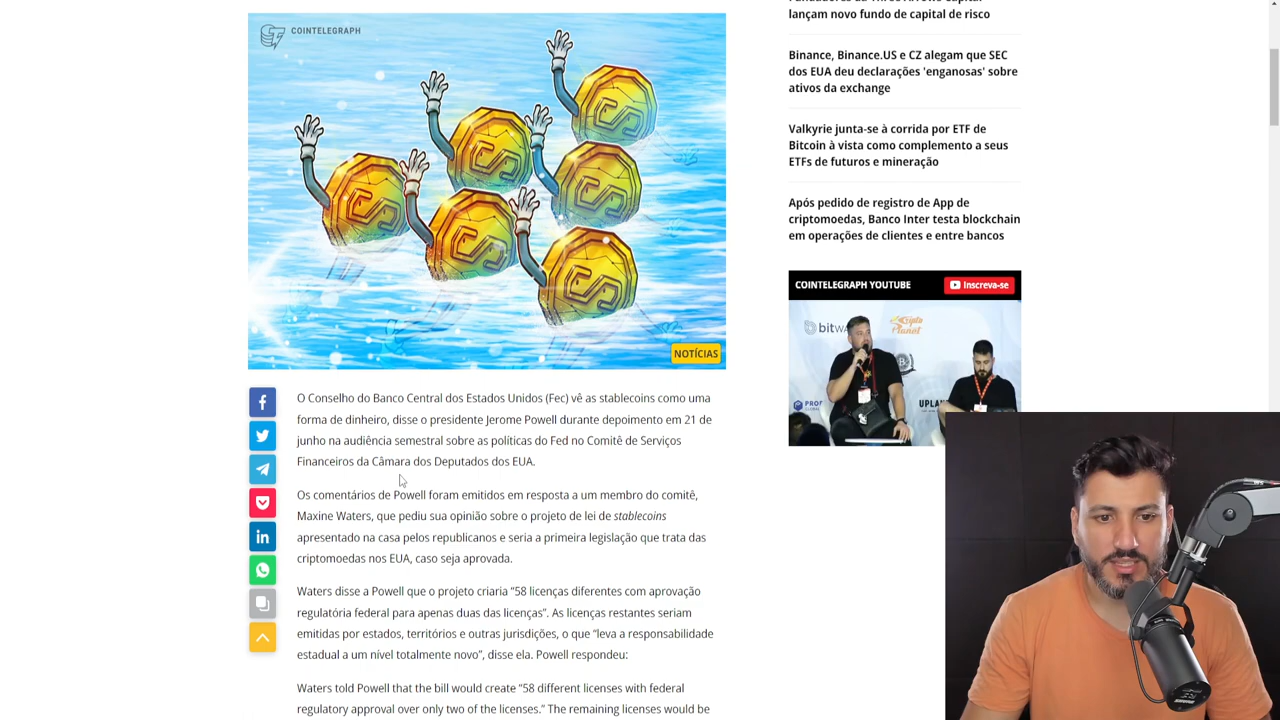 COINTELEGRAPH
NOTÍCIAS
O Conselho do Banco Central dos Estados Unidos (Fec) vê as stablecoins como uma
forma de dinheiro, disse o presidente Jerome Powell durante depoimento em 21 de
junho na audiência semestral sobre as políticas do Fed no Comitê de Serviços
Financeiros da Câmara dos Deputados dos EUA.
Os comentários de Powell foram emitidos em resposta a um membro do comitê,
Maxine Waters, que pediu sua opinião sobre o projeto de lei de stablecoins
apresentado na casa pelos republicanos e seria a primeira legislação que trata das
criptomoedas nos EUA, caso seja aprovada.
Waters disse a Powell que o projeto criaria “58 licenças diferentes com aprovação
regulatória federal para apenas duas das licenças”. As licenças restantes seriam
emitidas por estados, territórios e outras jurisdições, o que “leva a responsabilidade
estadual a um nível totalmente novo”, disse ela. Powell respondeu:
Waters told Powell that the bill would create “58 different licenses with federal
regulatory approval over only two of the licenses.” The remaining licenses would be
lançam novo fundo de capital de risco
Binance, Binance.US e CZ alegam que SEC
dos EUA deu declarações 'enganosas' sobre
ativos da exchange
Valkyrie junta-se à corrida por ETF de
Bitcoin à vista como complemento a seus
ETFs de futuros e mineração
Após pedido de registro de App de
criptomoedas, Banco Inter testa blockchain
em operações de clientes e entre bancos
COINTELEGRAPH YOUTUBE
Inscreva-se